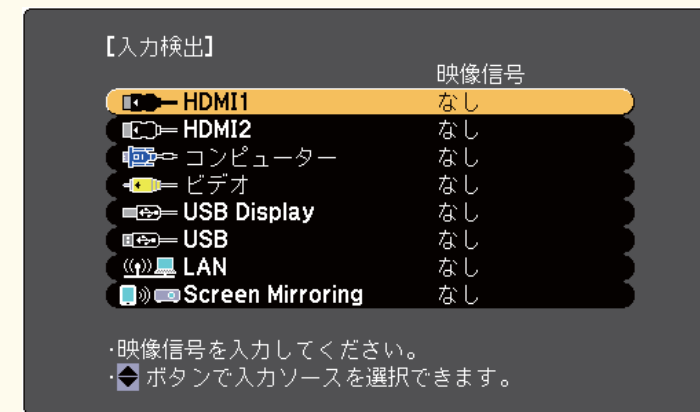 【入力検出】
映像信号
HDMI1 なし
HDMI2 なし
コンピューター なし
ビデオ なし
USB Display なし
USB なし
LAN なし
Screen Mirroring なし
·映像信号を入力してください。
·ボタンで入力ソースを選択できます。